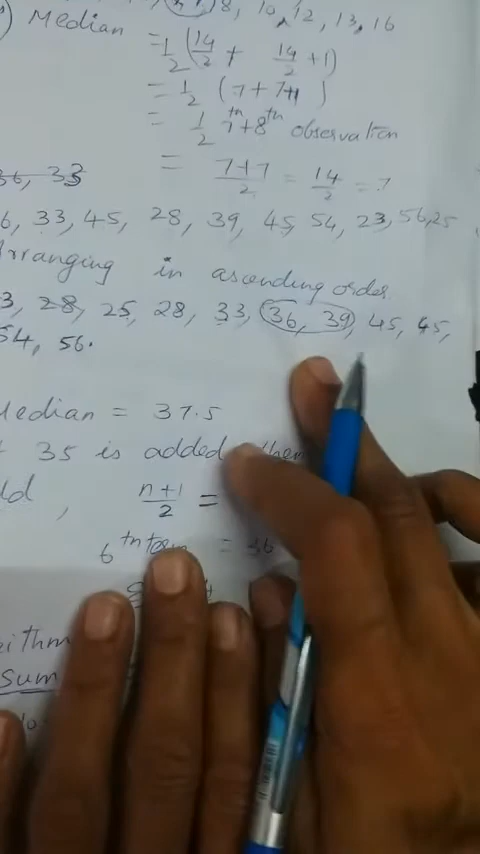 8, 10, 12, 13, 16
Median = 1/2 (14/2 + 14/2 + 1)
= 1/2 (7 + 7+1)
= 1/2 7th + 8th observation
= 7+7/2 = 14/2 = 7
36, 33
6, 33, 45, 28, 39, 45, 54, 23, 56, 25
Arranging in ascending order
3, 28, 25, 28, 33, 36, 39, 45, 45,
54, 56.
Median = 37.5
35 is added then
n+1/2 =
6th term = 36
Sum